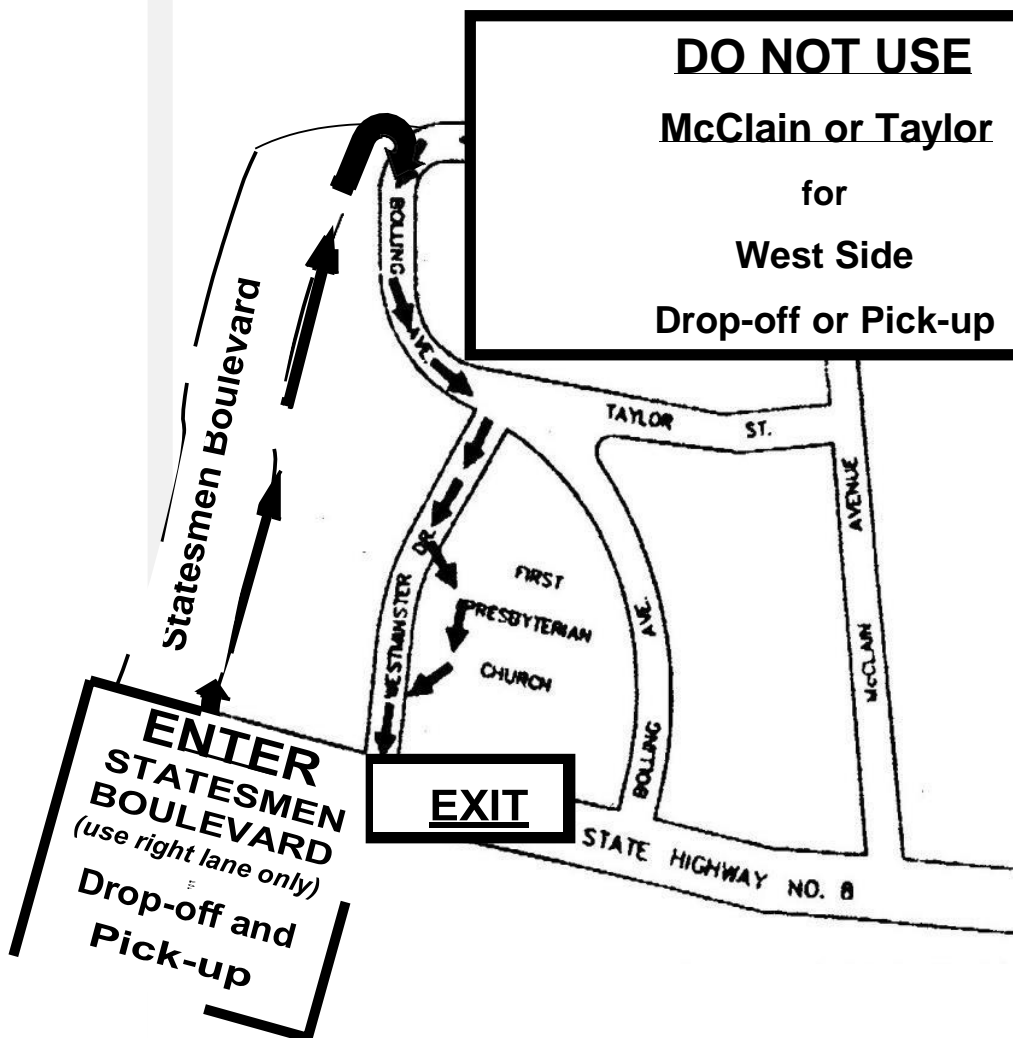 DO NOT USE
McClain or Taylor
for
West Side
Drop-off or Pick-up
BOLLING
AVE.
Statesmen Boulevard
TAYLOR ST.
AVENUE
McCLAIN
WESTMINSTER DR
FIRST
PRESBYTERIAN
CHURCH
AVE.
BOLLING
ENTER
STATESMEN
BOULEVARD
(use right lane only)
Drop-off and
Pick-up
EXIT
STATE HIGHWAY NO. 8